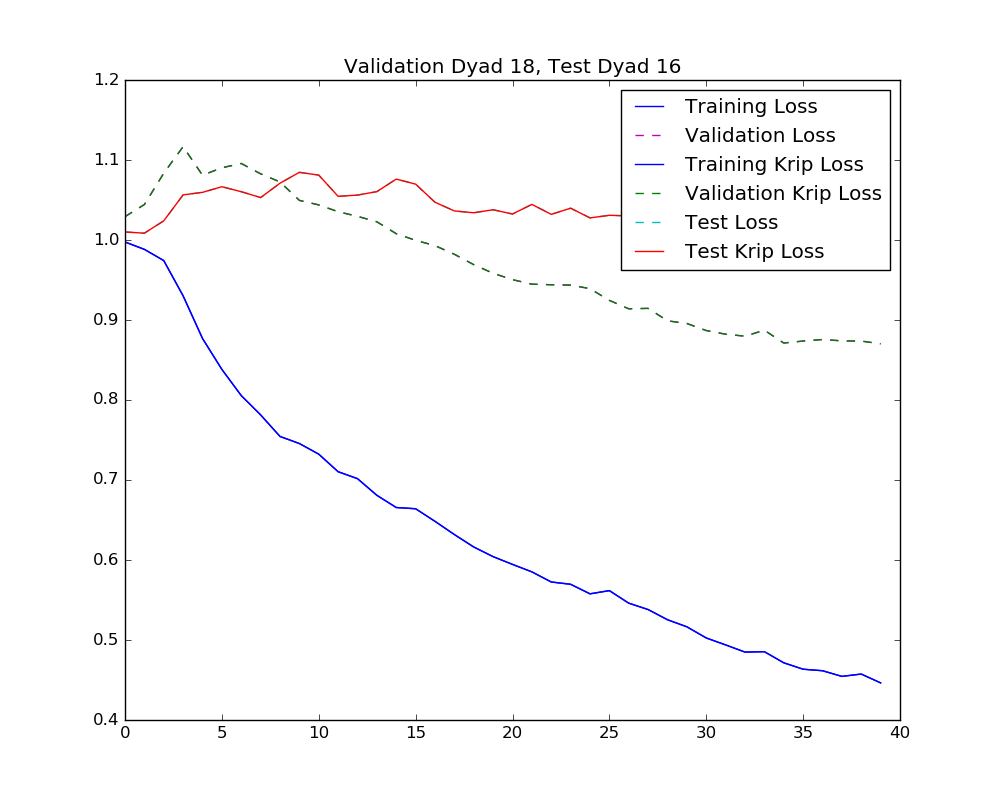 Validation Dyad 18, Test Dyad 16
1.2
1.1
1.0
0.9
0.8
0.7
0.6
0.5
0.4
Training Loss
Validation Loss
Training Krip Loss
Validation Krip Loss
Test Loss
Test Krip Loss
0 5 10 15 20 25 30 35 40